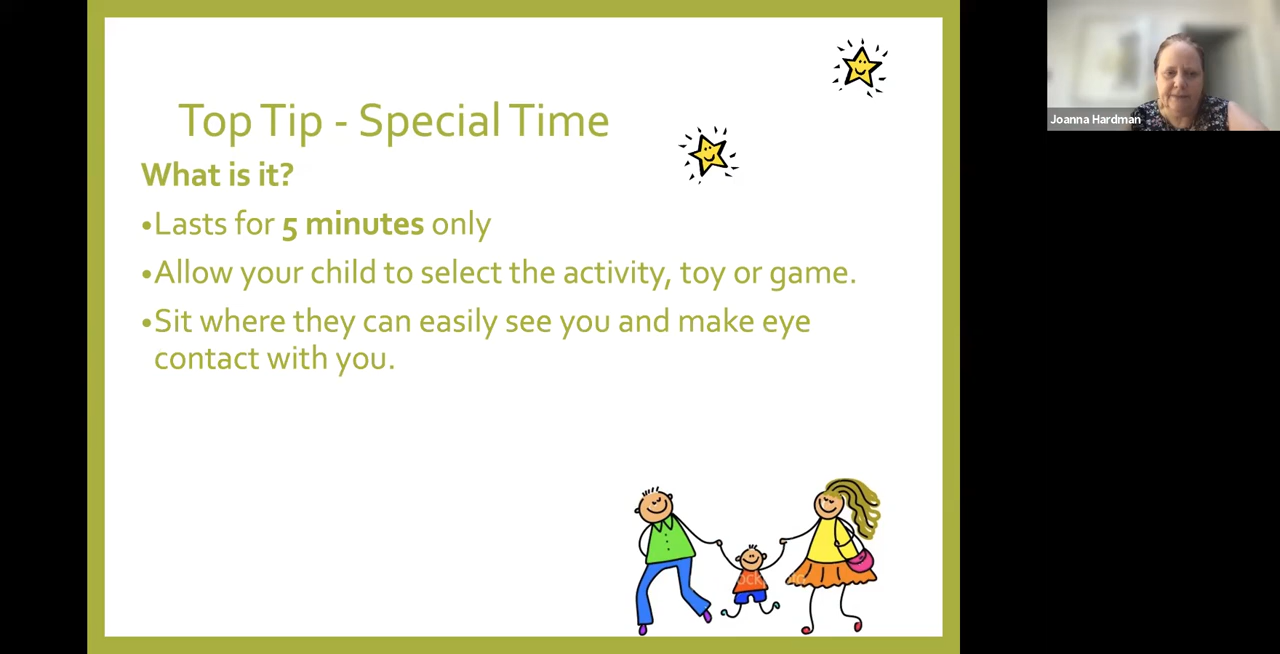 Top Tip - Special Time
What is it?
•Lasts for 5 minutes only
•Allow your child to select the activity, toy or game.
•Sit where they can easily see you and make eye
contact with you.
Joanna Hardman